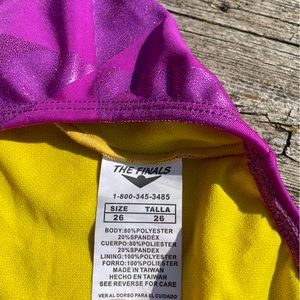 THE FINALS
1-800-345-3485
SIZE TALLA
26 26
BODY:80%POLYESTER
20%SPANDEX
CUERPO:80%POLIESTER
20%SPANDEX
LINING:100%POLYESTER
FORRO:100%POLIESTER
MADE IN TAIWAN
HECHO EN TAIWAN
SEE REVERSE FOR CARE
VER AL DORSO PARA EL CUIDADO